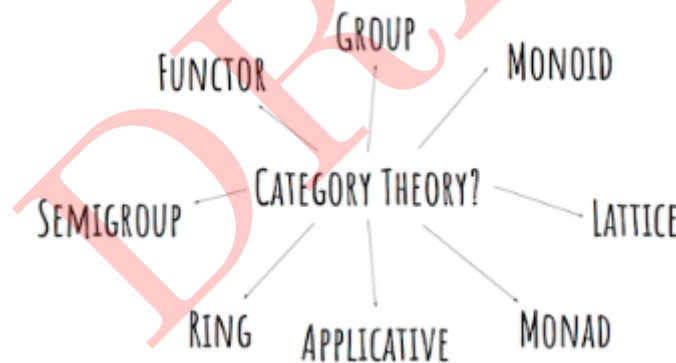 GROUP
FUNCTOR
MONOID
CATEGORY THEORY?
SEMIGROUP
LATTICE
RING
APPLICATIVE
MONAD